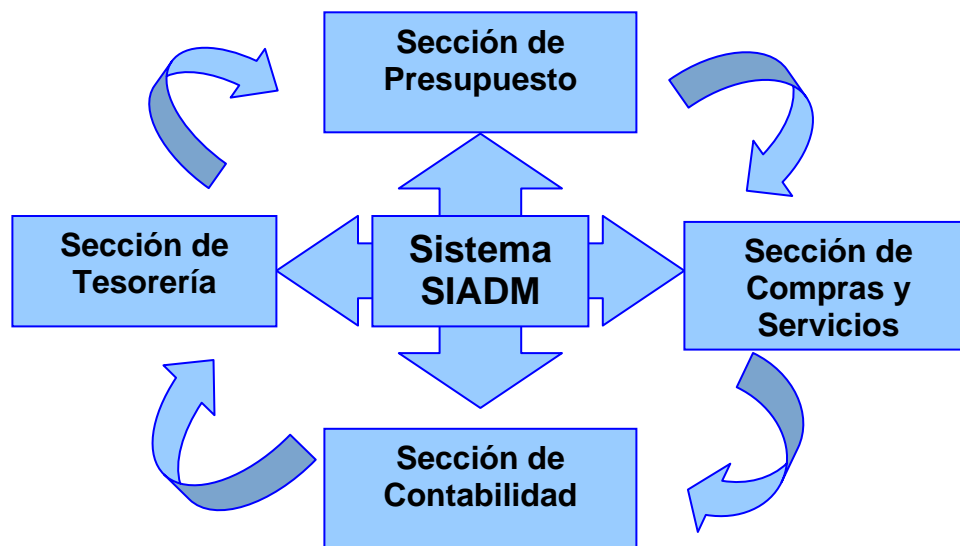 Sección de
Presupuesto
Sección de
Tesorería
Sistema
SIADM
Sección de
Compras y
Servicios
Sección de
Contabilidad